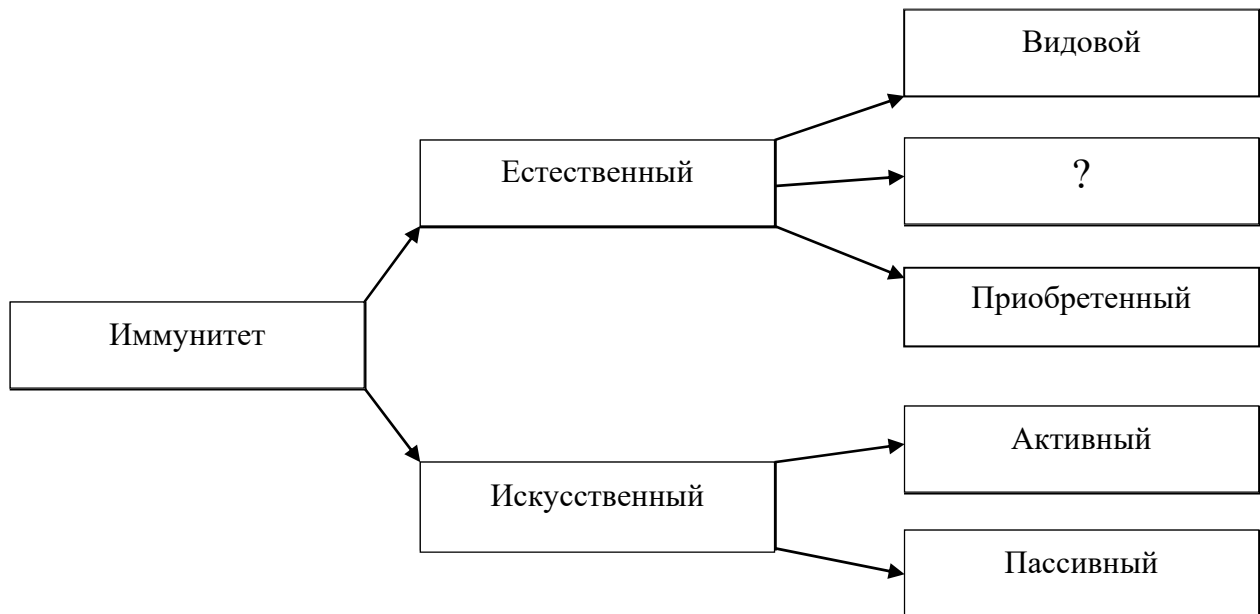 Видовой
Естественный
?
Приобретенный
Иммунитет
Активный
Искусственный
Пассивный